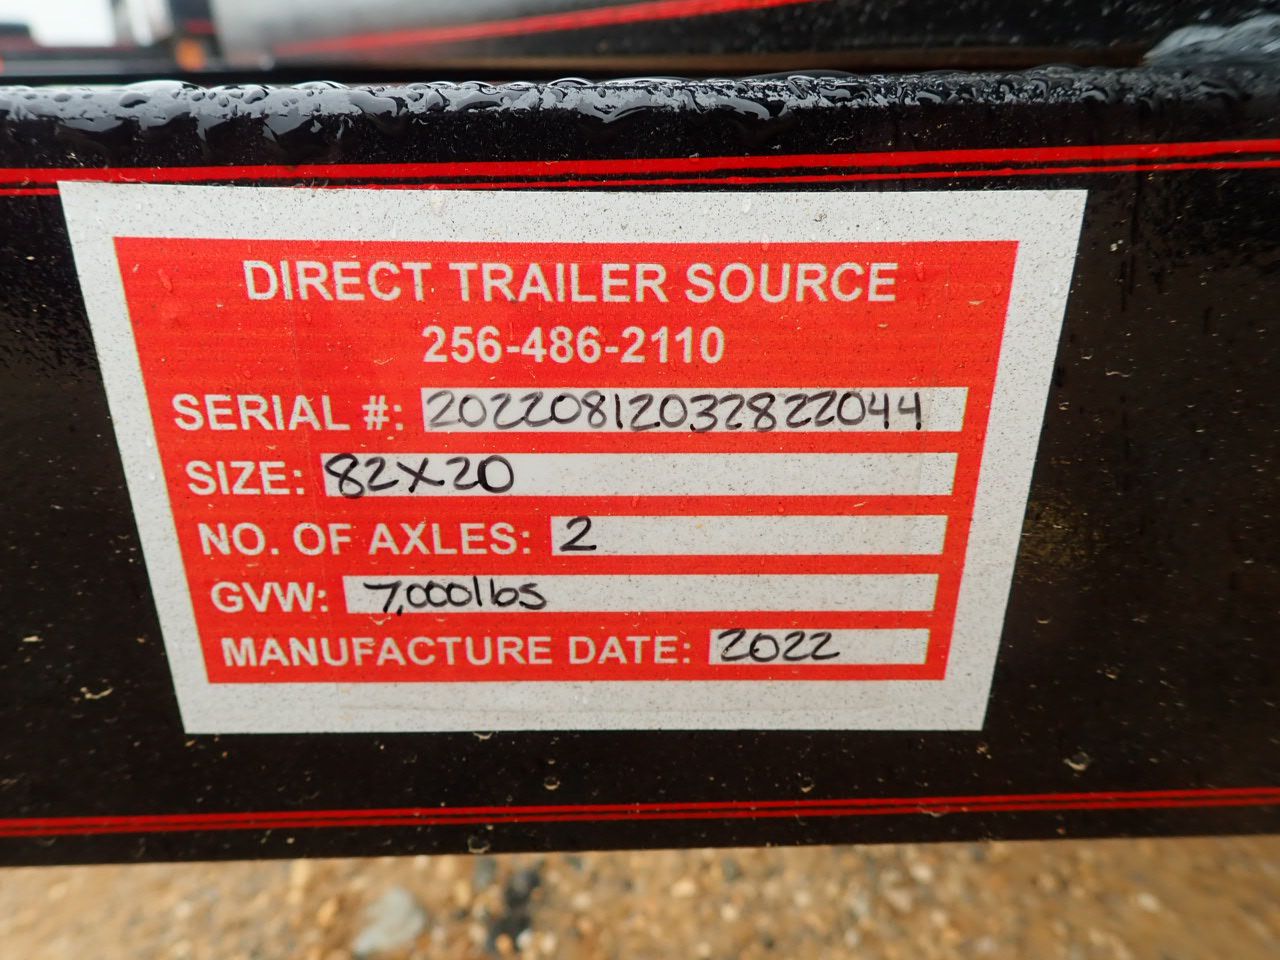 DIRECT TRAILER SOURCE
256-486-2110
SERIAL #: 20220812032822044
SIZE: 82X20
NO. OF AXLES: 2
GVW: 7,000lbs
MANUFACTURE DATE: 2022